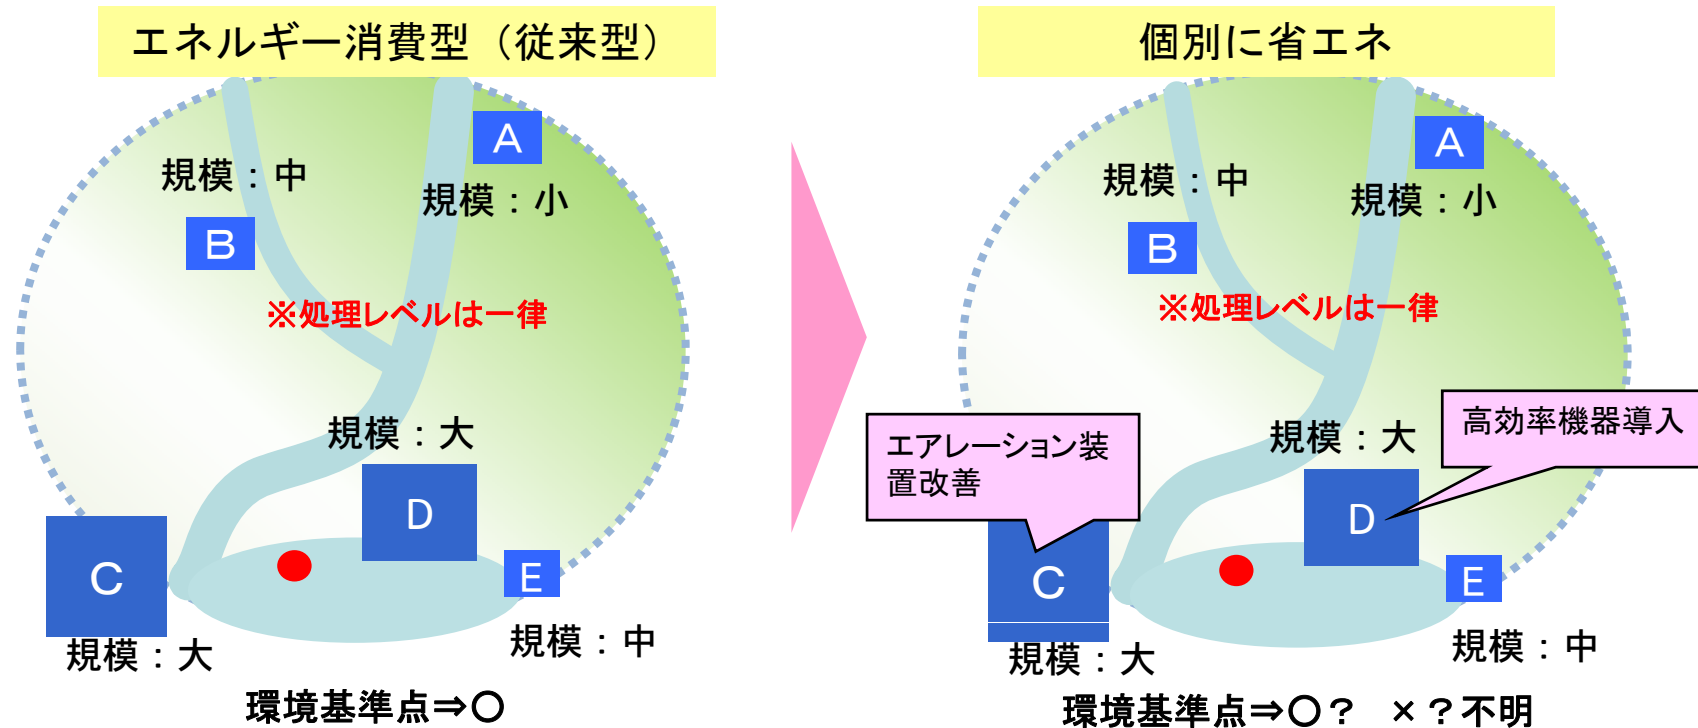 エネルギー消費型（従来型）
A
規模：中
規模：小
B
※処理レベルは一律
規模：大
D
C
E
規模：中
規模：大
環境基準点⇒○
個別に省エネ
A
規模：中
規模：小
B
※処理レベルは一律
高効率機器導入
規模：大
エアレーション装
置改善
D
C
E
規模：中
規模：大
環境基準点⇒○？　×？不明